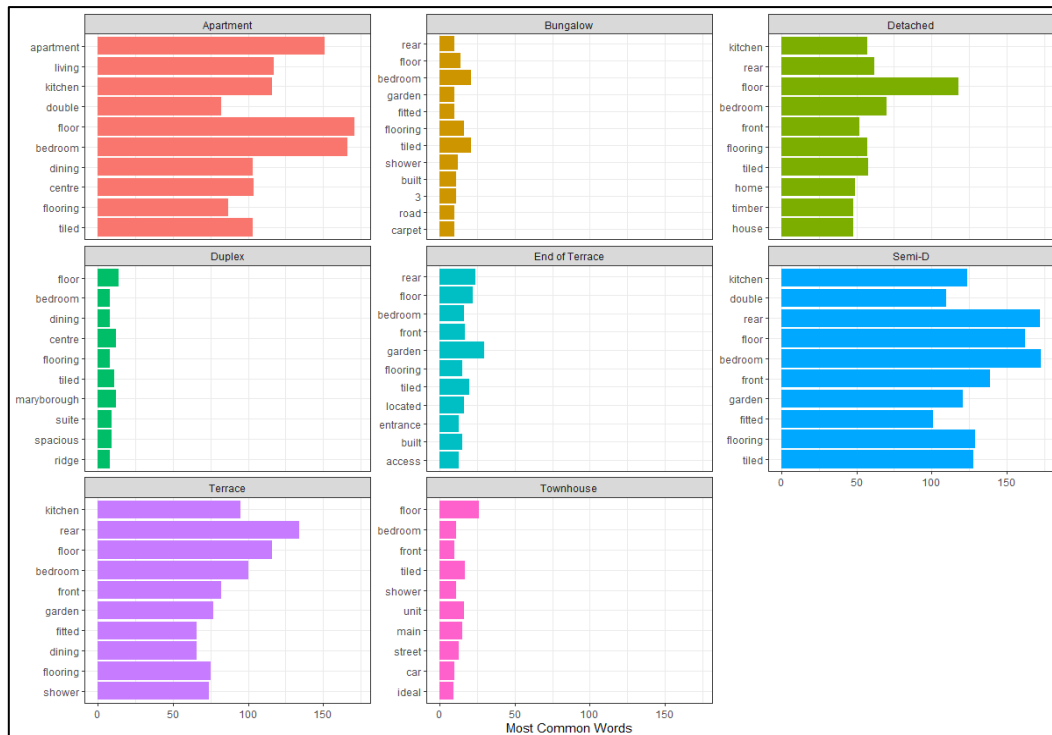 Apartment
apartment
living
kitchen
double
floor
bedroom
dining
centre
flooring
tiled
Bungalow
rear
floor
bedroom
garden
fitted
flooring
tiled
shower
built
3
road
carpet
Detached
kitchen
rear
floor
bedroom
front
flooring
tiled
home
timber
house
Duplex
floor
bedroom
dining
centre
flooring
tiled
maryborough
suite
spacious
ridge
End of Terrace
rear
floor
bedroom
front
garden
flooring
tiled
located
entrance
built
access
Semi-D
kitchen
double
rear
floor
bedroom
front
garden
fitted
flooring
tiled
0 50 100 150
Terrace
kitchen
rear
floor
bedroom
front
garden
fitted
dining
flooring
shower
0 50 100 150
Townhouse
floor
bedroom
front
tiled
shower
unit
main
street
car
ideal
0 50 100 150
Most Common Words